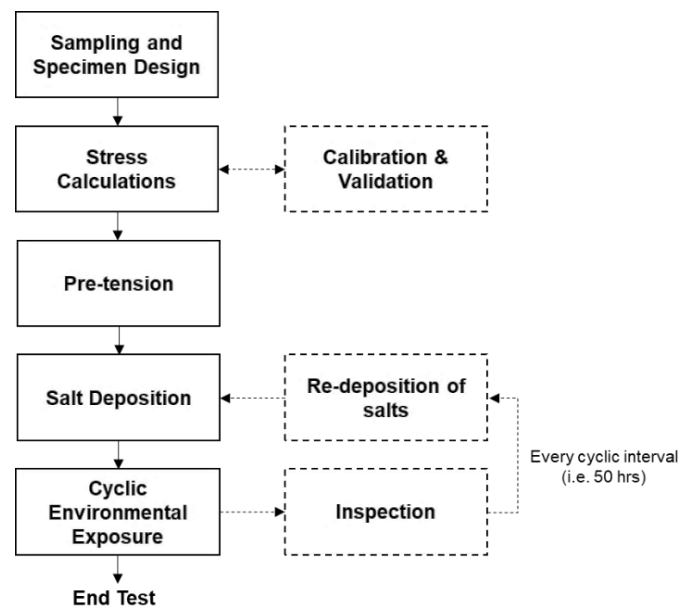 Sampling and
Specimen Design
Stress
Calculations
Calibration &
Validation
Pre-tension
Salt Deposition
Re-deposition of
salts
Every cyclic interval
(i.e. 50 hrs)
Cyclic
Environmental
Exposure
Inspection
End Test